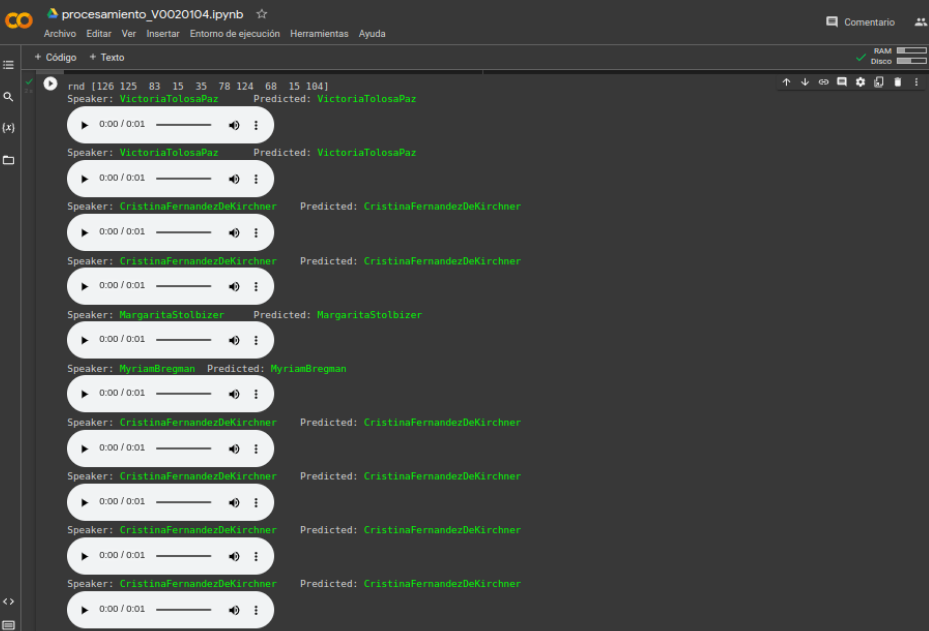 procesamiento_V0020104.ipynb
Comentario
Archivo Editar Ver Insertar Entorno de ejecución Herramientas Ayuda
+ Código + Texto
RAM
Disco
rnd [126 125 83 15 35 78 124 68 15 104]
Speaker: VictoriaTolosaPaz Predicted: VictoriaTolosaPaz
0:00 / 0:01
Speaker: VictoriaTolosaPaz Predicted: VictoriaTolosaPaz
0:00 / 0:01
Speaker: CristinaFernandezDeKirchner Predicted: CristinaFernandezDeKirchner
0:00 / 0:01
Speaker: CristinaFernandezDeKirchner Predicted: CristinaFernandezDeKirchner
0:00 / 0:01
Speaker: MargaritaStolbizer Predicted: MargaritaStolbizer
0:00 / 0:01
Speaker: MyriamBregman Predicted: MyriamBregman
0:00 / 0:01
Speaker: CristinaFernandezDeKirchner Predicted: CristinaFernandezDeKirchner
0:00 / 0:01
Speaker: CristinaFernandezDeKirchner Predicted: CristinaFernandezDeKirchner
0:00 / 0:01
Speaker: CristinaFernandezDeKirchner Predicted: CristinaFernandezDeKirchner
0:00 / 0:01
Speaker: CristinaFernandezDeKirchner Predicted: CristinaFernandezDeKirchner
0:00 / 0:01